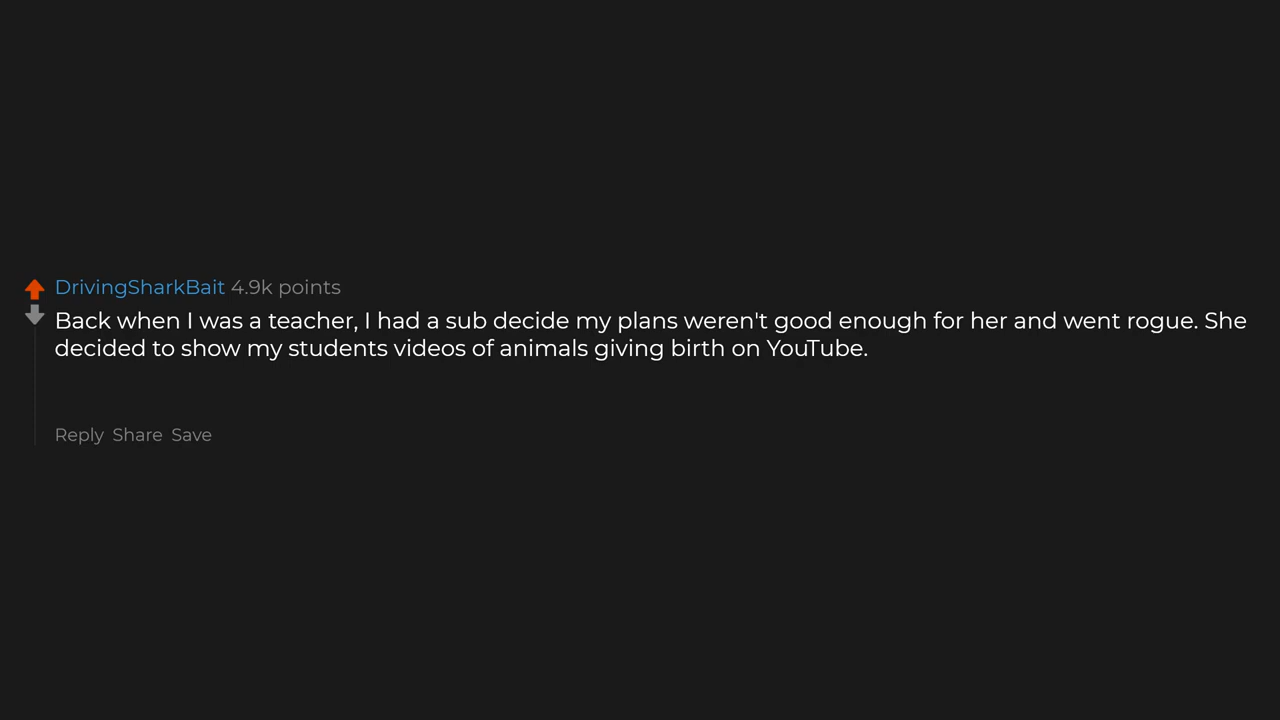 DrivingSharkBait 4.9k points
Back when I was a teacher, I had a sub decide my plans weren't good enough for her and went rogue. She
decided to show my students videos of animals giving birth on YouTube.
Reply Share Save